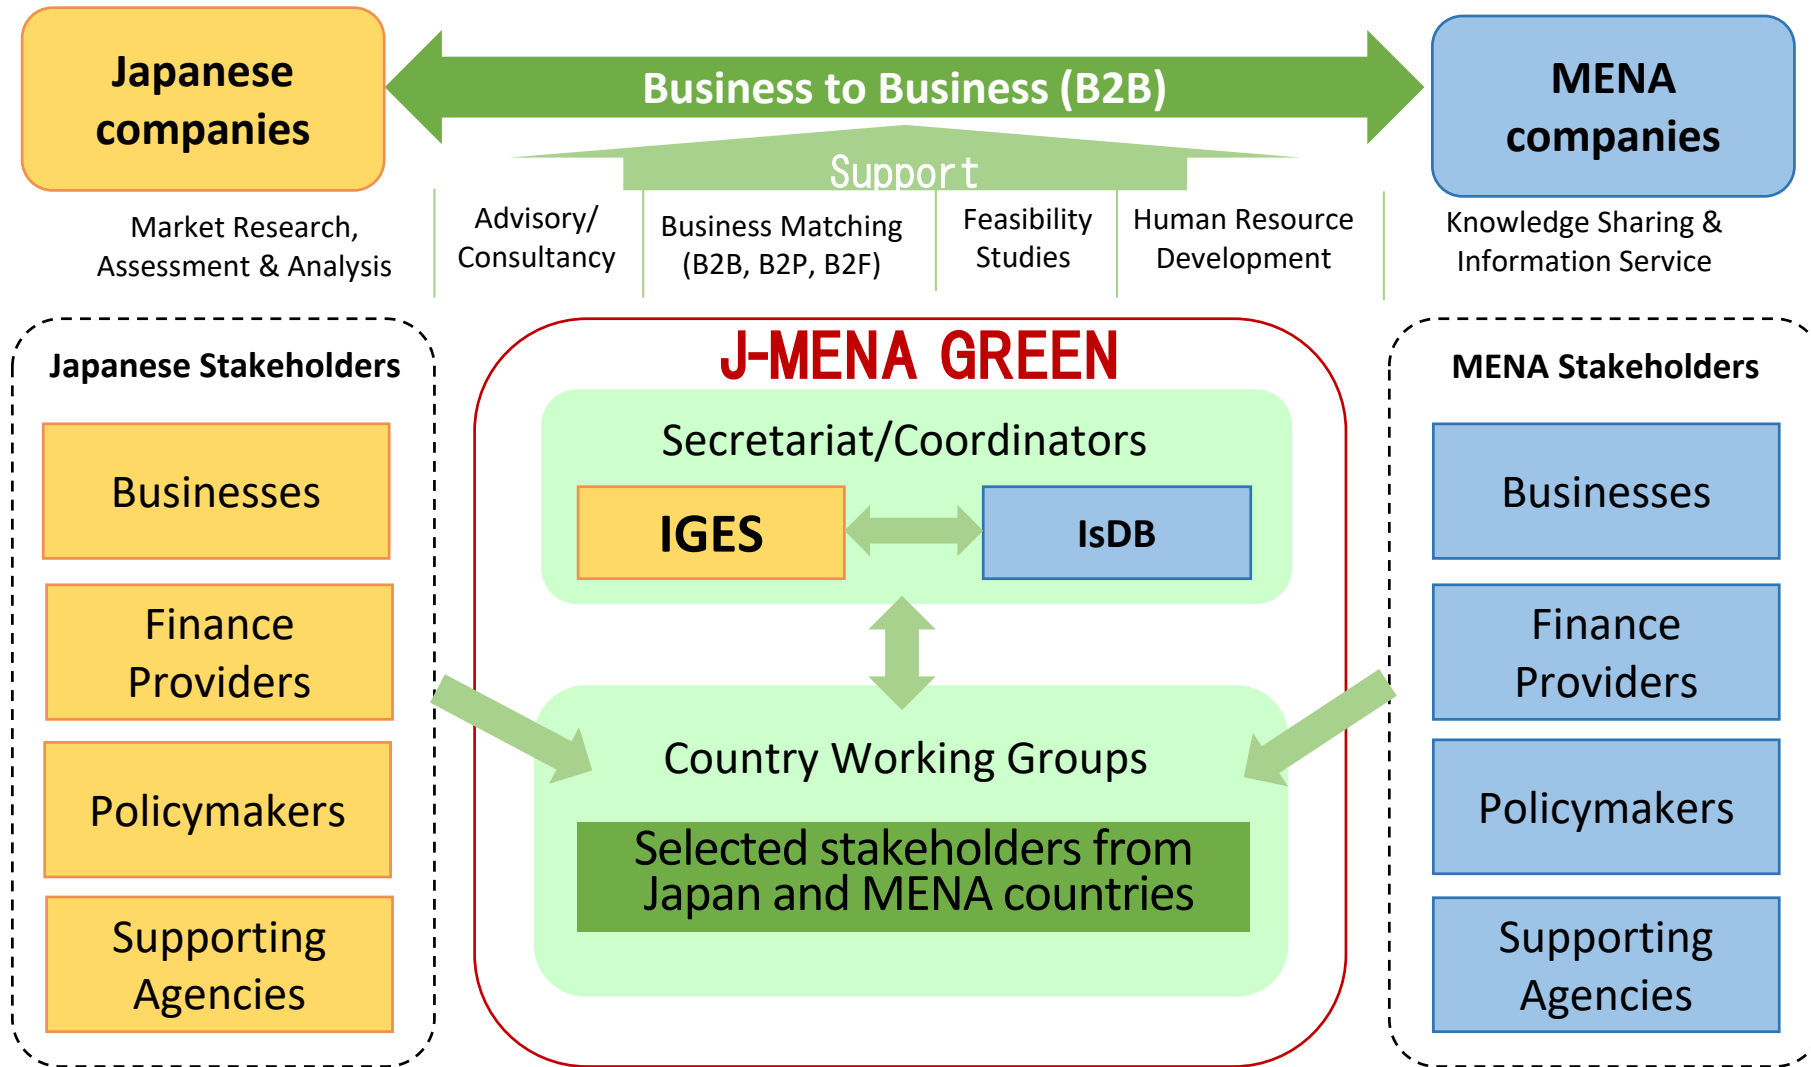 Japanese
companies
Business to Business (B2B)
MENA
companies
Support
Market Research,
Assessment & Analysis
Advisory/
Consultancy
Business Matching
(B2B, B2P, B2F)
Feasibility
Studies
Human Resource
Development
Knowledge Sharing &
Information Service
Japanese Stakeholders
Businesses
Finance
Providers
Policymakers
Supporting
Agencies
J-MENA GREEN
Secretariat/Coordinators
IGES
IsDB
Country Working Groups
Selected stakeholders from
Japan and MENA countries
MENA Stakeholders
Businesses
Finance
Providers
Policymakers
Supporting
Agencies